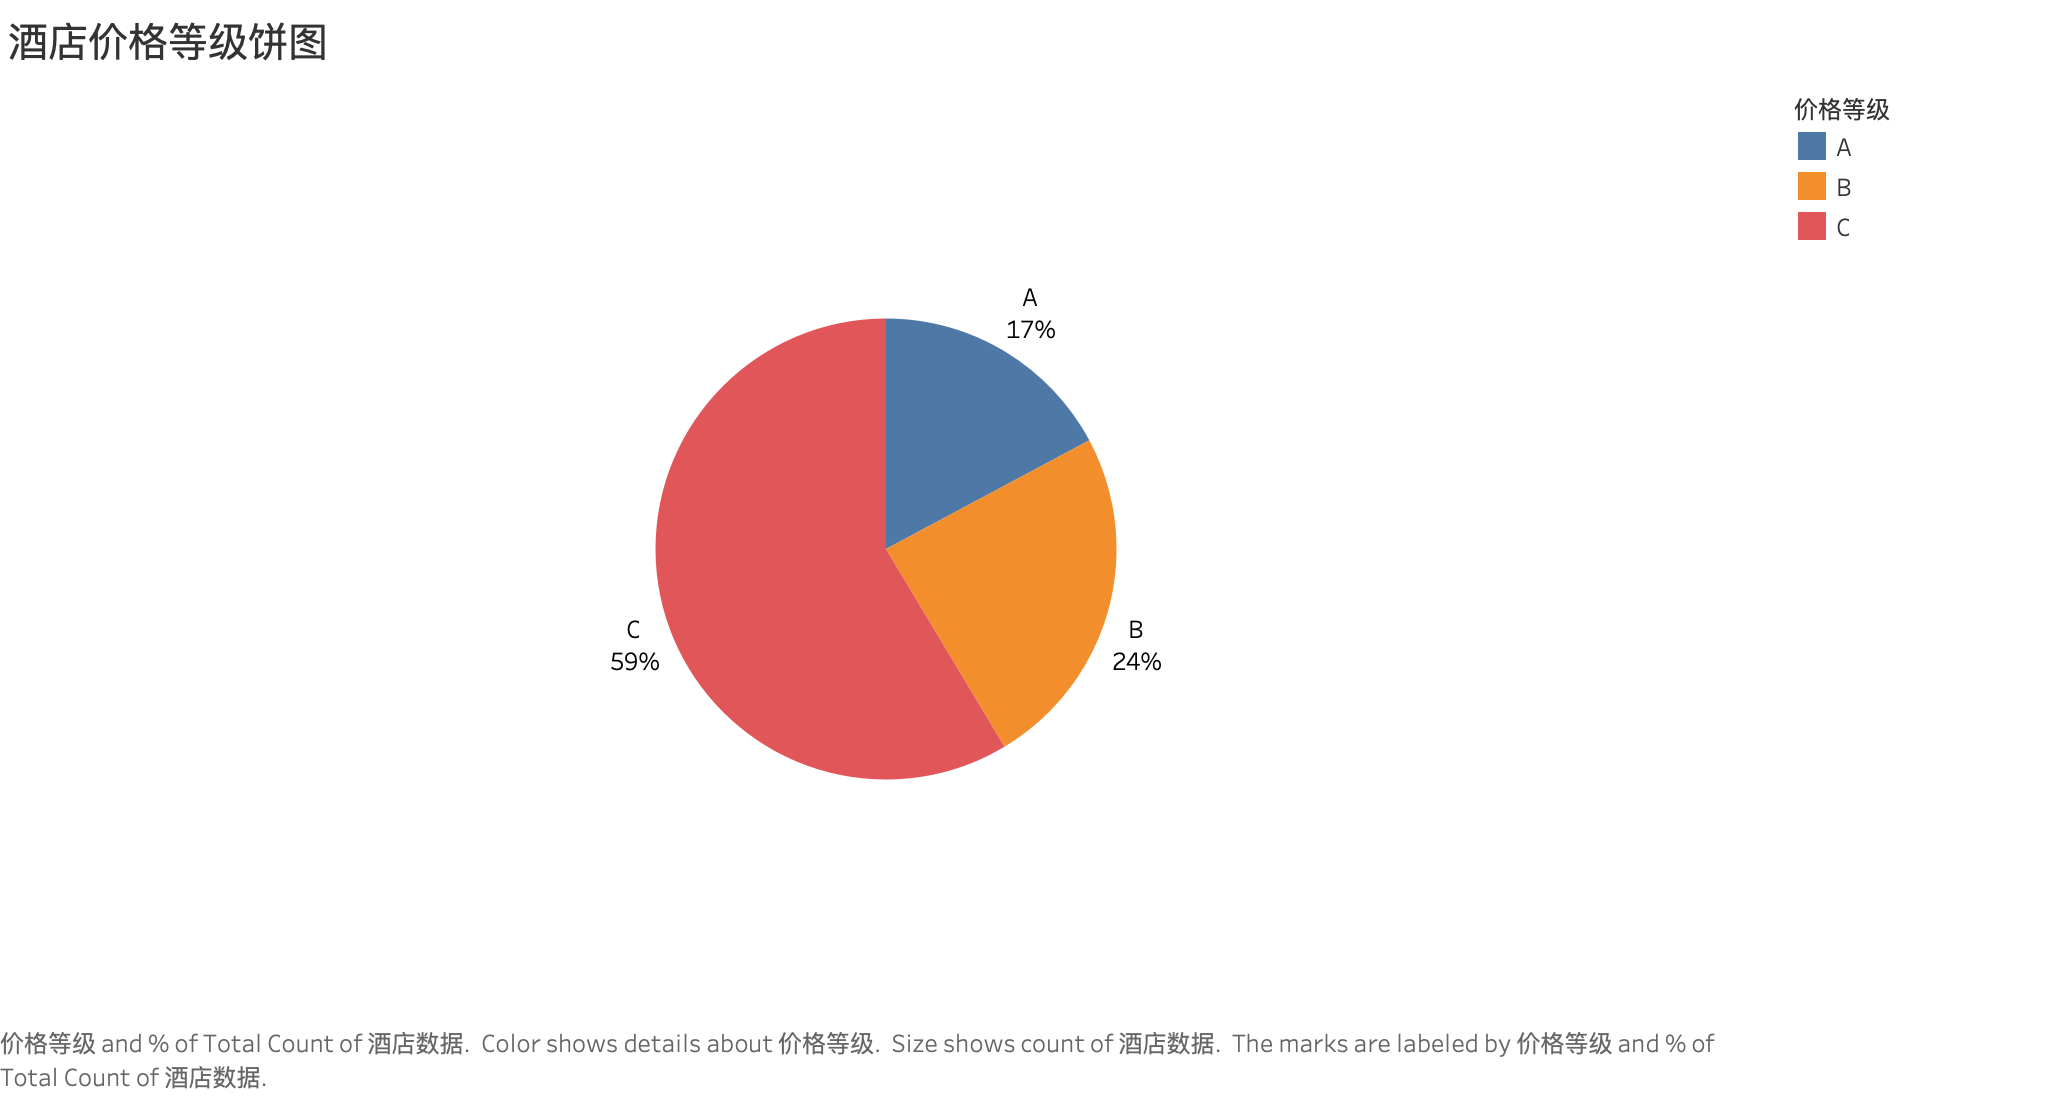 酒店价格等级饼图
价格等级
A
B
C
A
17%
C
59%
B
24%
价格等级 and % of Total Count of 酒店数据.  Color shows details about 价格等级.  Size shows count of 酒店数据.  The marks are labeled by 价格等级 and % of
Total Count of 酒店数据.